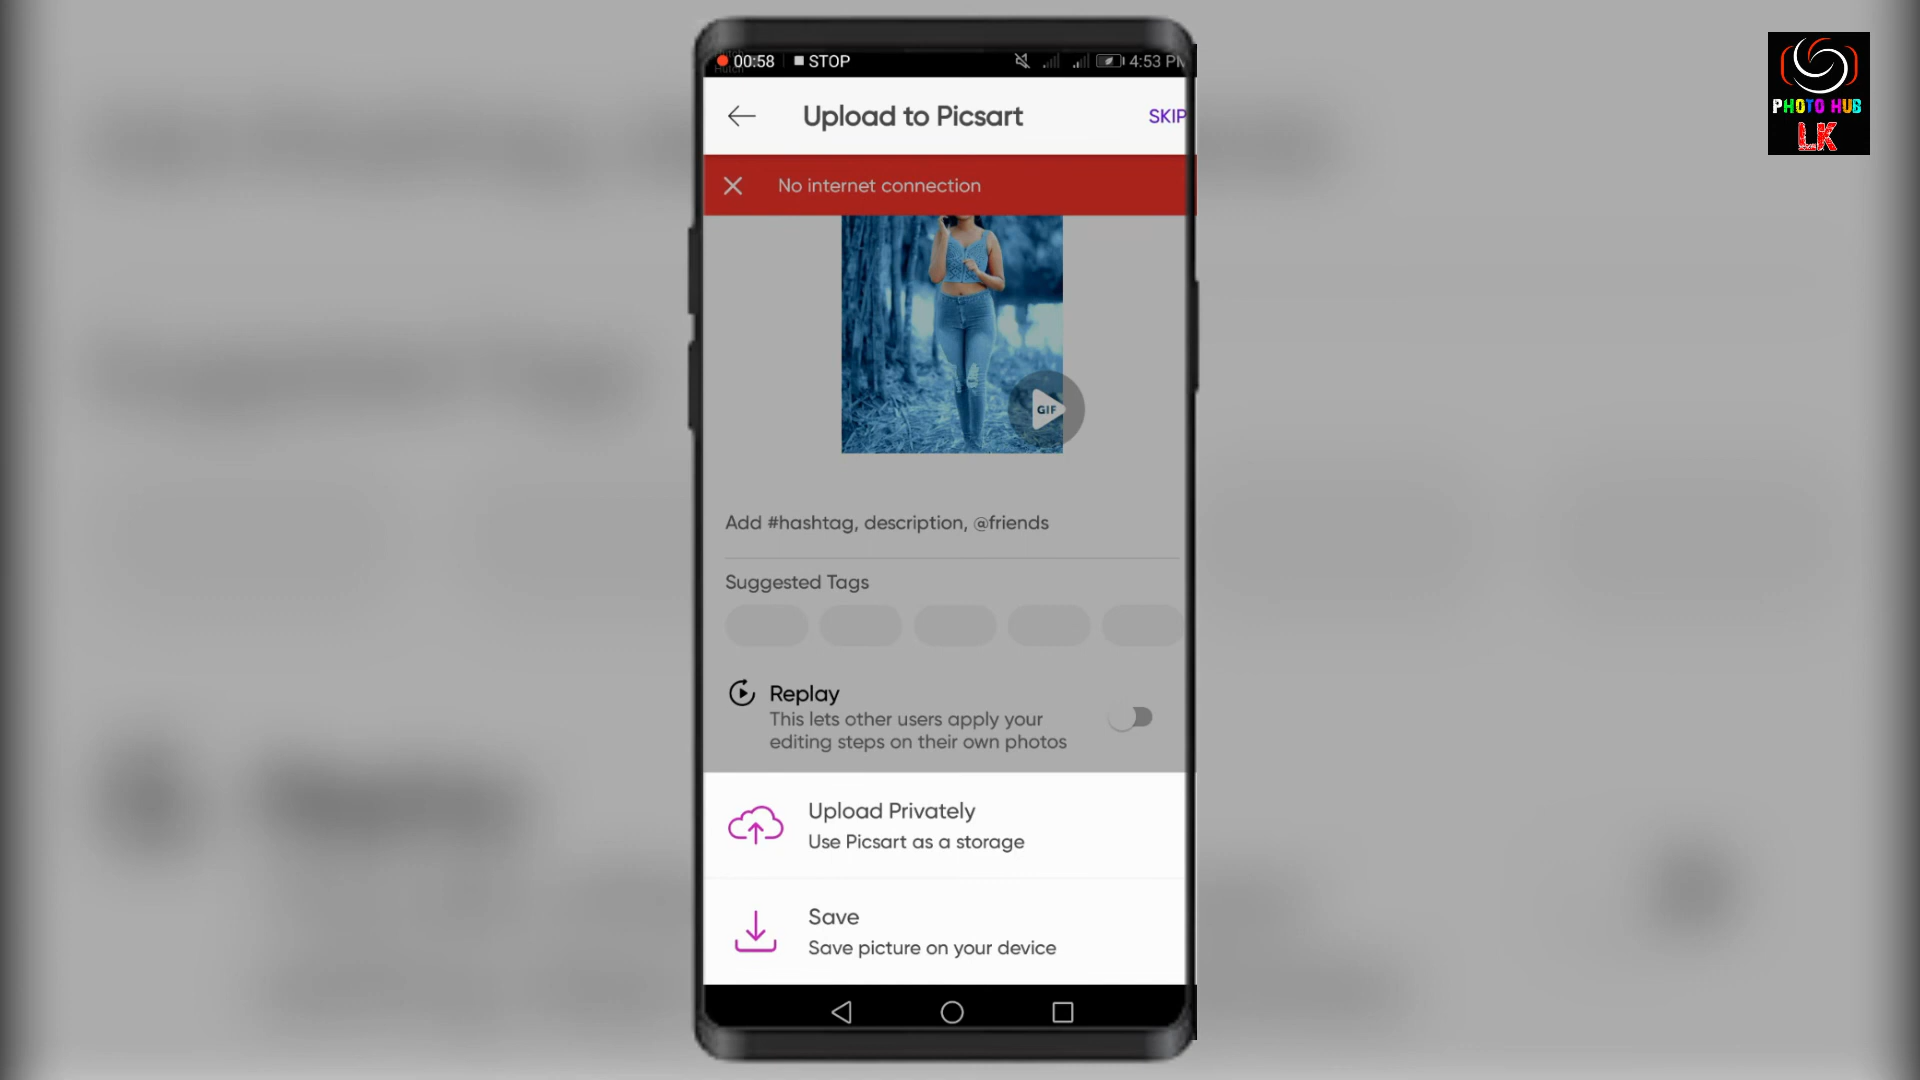 00:58 STOP 4:53 PM
Upload to Picsart SKIP
No internet connection
GIF
Add #hashtag, description, @friends
Suggested Tags
Replay
This lets other users apply your
editing steps on their own photos
Upload Privately
Use Picsart as a storage
Save
Save picture on your device
PHOTO HUB
LK